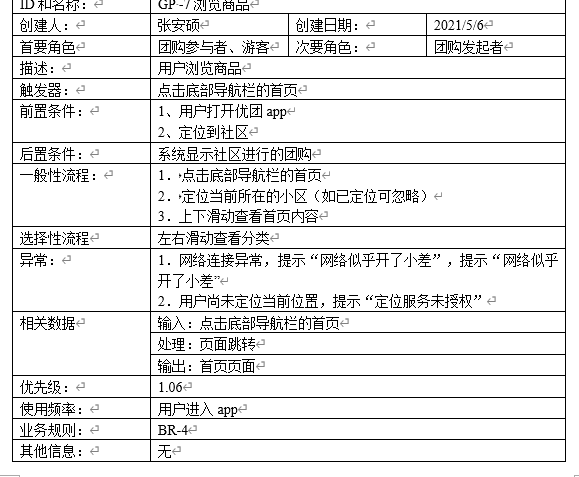 ID和名称： GP-7浏览商品
创建人： 张安硕 创建日期： 2021/5/6
首要角色 团购参与者、游客 次要角色： 团购发起者
描述： 用户浏览商品
触发器： 点击底部导航栏的首页
前置条件： 1、用户打开优团 app
2、定位到社区
后置条件： 系统显示社区进行的团购
一般性流程： 1．点击底部导航栏的首页
2．定位当前所在的小区（如已定位可忽略）
3．上下滑动查看首页内容
选择性流程 左右滑动查看分类
异常： 1．网络连接异常，提示“网络似乎开了小差”，提示“网络似乎
开了小差”
2．用户尚未定位当前位置，提示“定位服务未授权”
相关数据 输入：点击底部导航栏的首页
处理：页面跳转
输出：首页页面
优先级： 1.06
使用频率： 用户进入 app
业务规则： BR-4
其他信息： 无